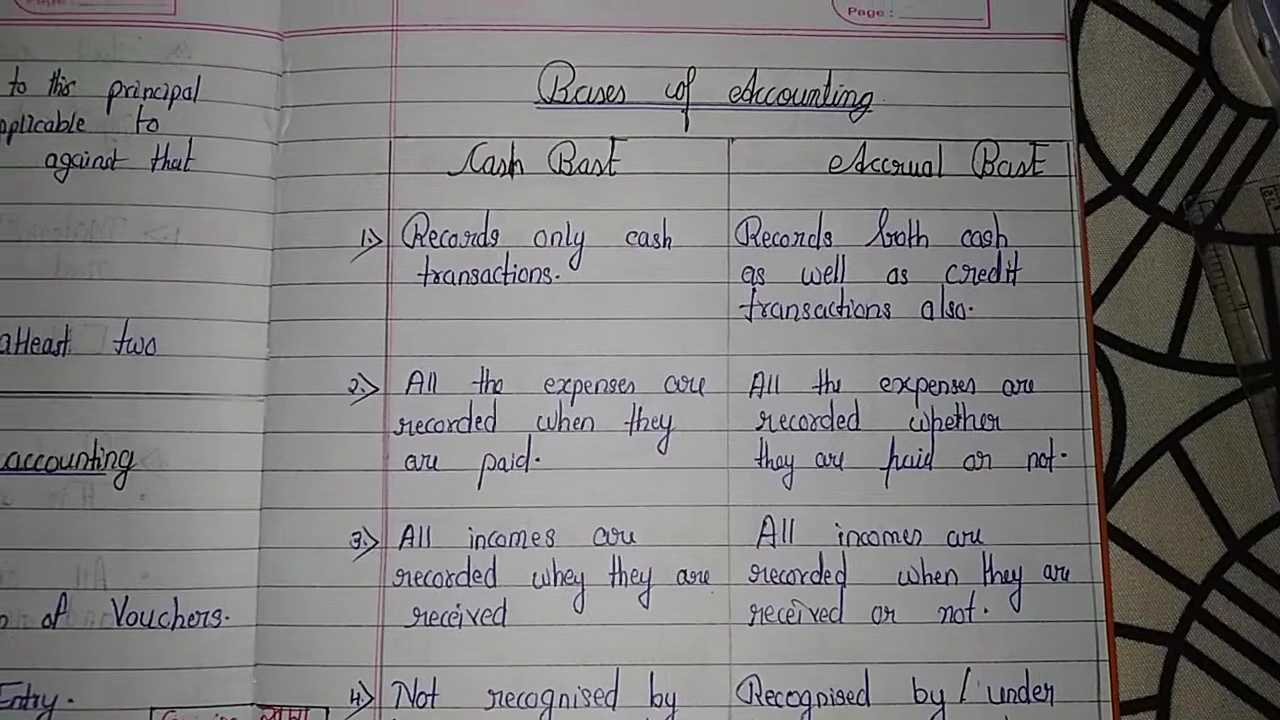 Page :
to this principal
pplicable to
against that
atleast two
accounting
of Vouchers.
Entry.
Bases of Accounting
Cash Bast
Accrual Bast
1> Records only cash
transactions.
Records both cash
as well as credit
transactions also.
2> All the expenses are
recorded when they
are paid.
All the expenses are
recorded whether
they are paid or not.
3> All incomes are
recorded whey they are
received
All incomes are
recorded when they are
received or not.
4> Not recognised by
Recognised by / under